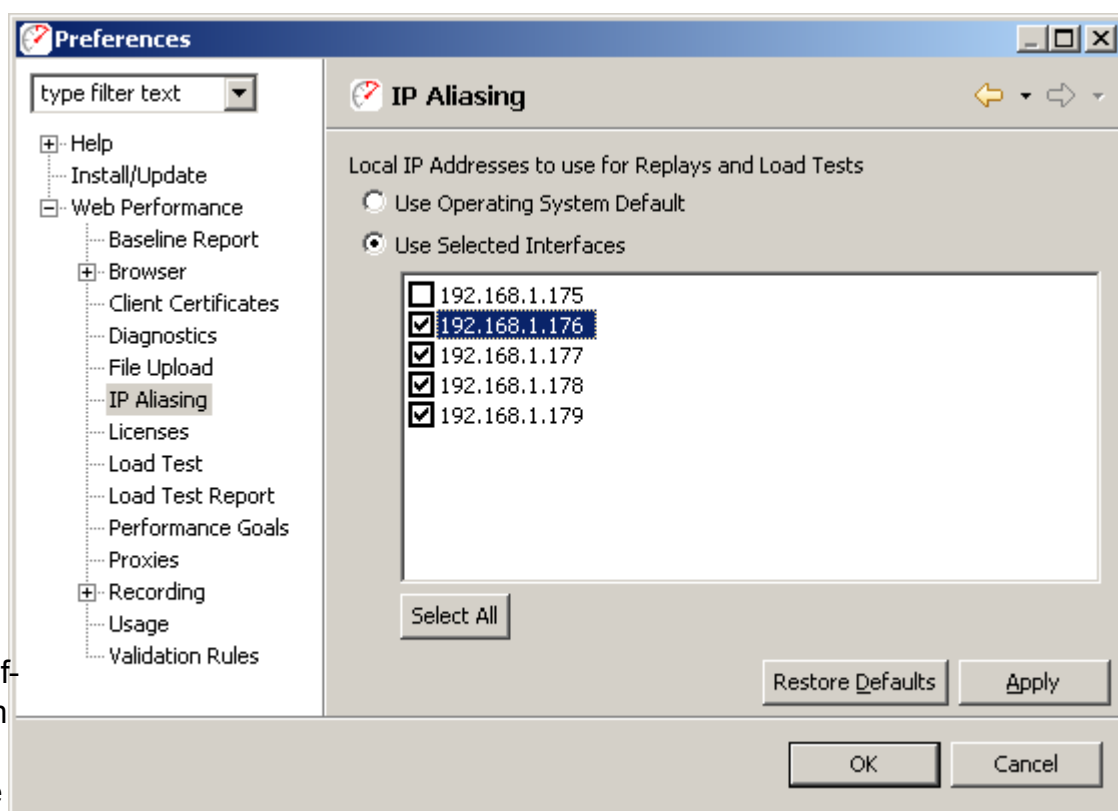 Preferences
type filter text
IP Aliasing
Help
Install/Update
Web Performance
Baseline Report
Browser
Client Certificates
Diagnostics
File Upload
IP Aliasing
Licenses
Load Test
Load Test Report
Performance Goals
Proxies
Recording
Usage
Validation Rules
Local IP Addresses to use for Replays and Load Tests
Use Operating System Default
Use Selected Interfaces
192.168.1.175
192.168.1.176
192.168.1.177
192.168.1.178
192.168.1.179
Select All
Restore Defaults Apply
OK Cancel